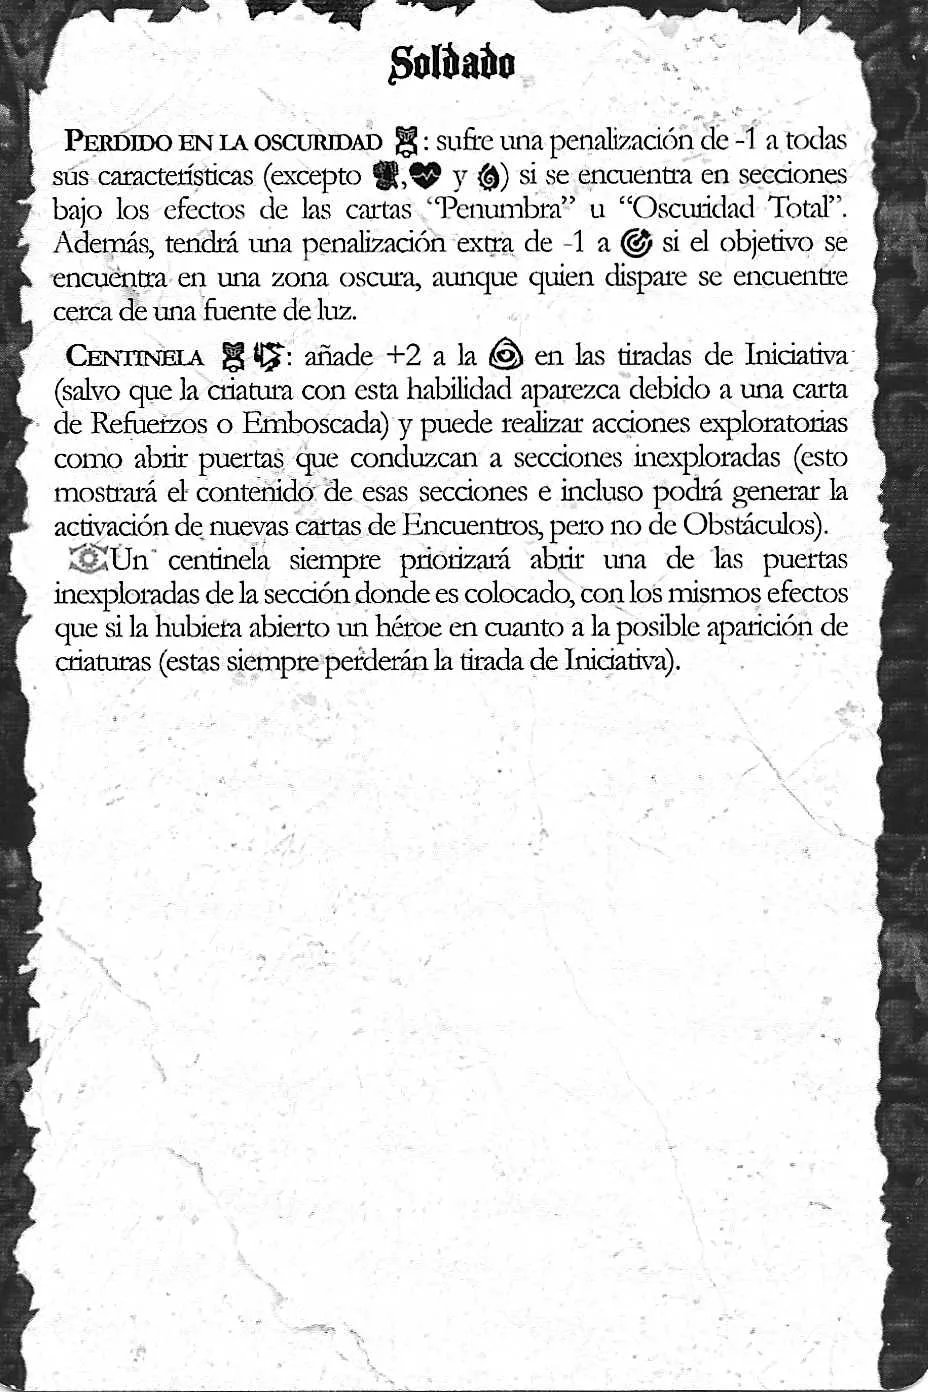 Soldado
PERDIDO EN LA OSCURIDAD : sufre una penalización de -1 a todas
sus características (excepto , y ) si se encuentra en secciones
bajo los efectos de las cartas “Penumbra” u “Oscuridad Total”.
Además, tendrá una penalización extra de -1 a si el objetivo se
encuentra en una zona oscura, aunque quien dispare se encuentre
cerca de una fuente de luz.
CENTINELA : añade +2 a la en las tiradas de Iniciativa
(salvo que la criatura con esta habilidad aparezca debido a una carta
de Refuerzos o Emboscada) y puede realizar acciones exploratorias
como abrir puertas que conduzcan a secciones inexploradas (esto
mostrará el contenido de esas secciones e incluso podrá generar la
activación de nuevas cartas de Encuentros, pero no de Obstáculos).
Un centinela siempre priorizará abrir una de las puertas
inexploradas de la sección donde es colocado, con los mismos efectos
que si la hubiera abierto un héroe en cuanto a la posible aparición de
criaturas (estas siempre perderán la tirada de Iniciativa).